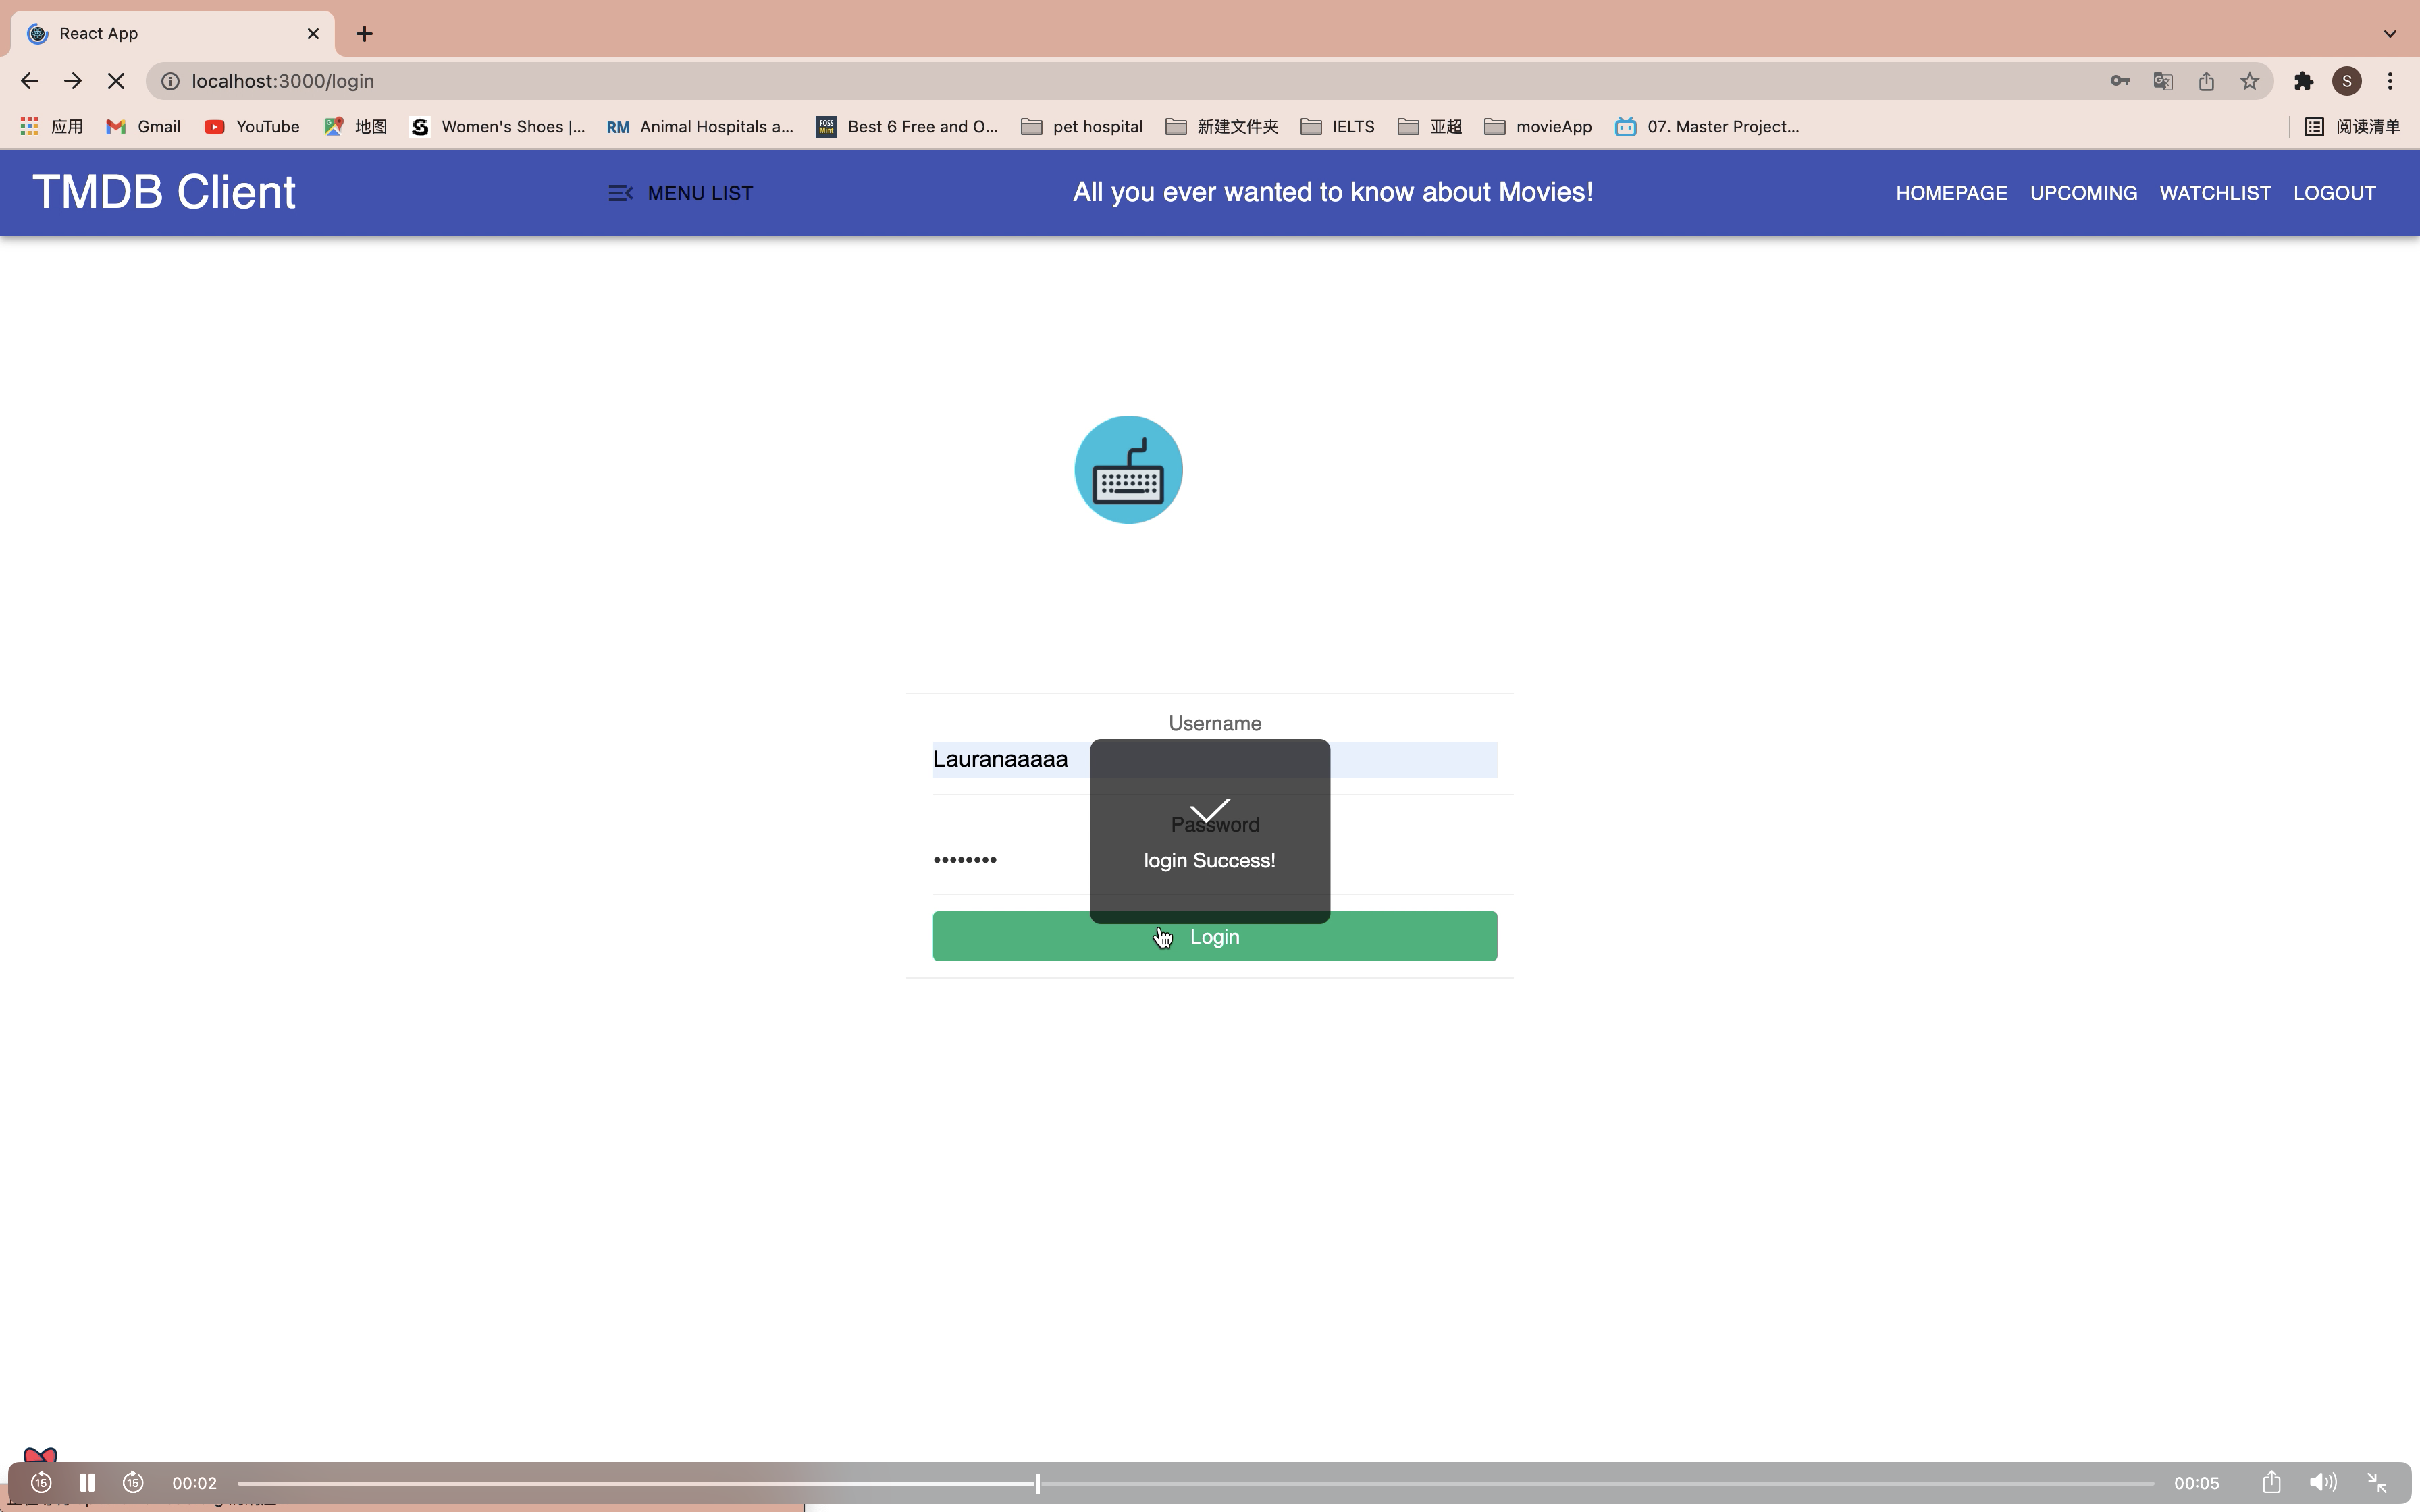 React App
localhost:3000/login
S
应用 Gmail YouTube 地图 S Women's Shoes |... RM Animal Hospitals a... FOSS Mint Best 6 Free and O... pet hospital 新建文件夹 IELTS 亚超 movieApp 07. Master Project... 阅读清单
TMDB Client MENU LIST All you ever wanted to know about Movies! HOMEPAGE UPCOMING WATCHLIST LOGOUT
Username
Lauranaaaaa
Password
login Success!
Login
15 15 00:02 00:05